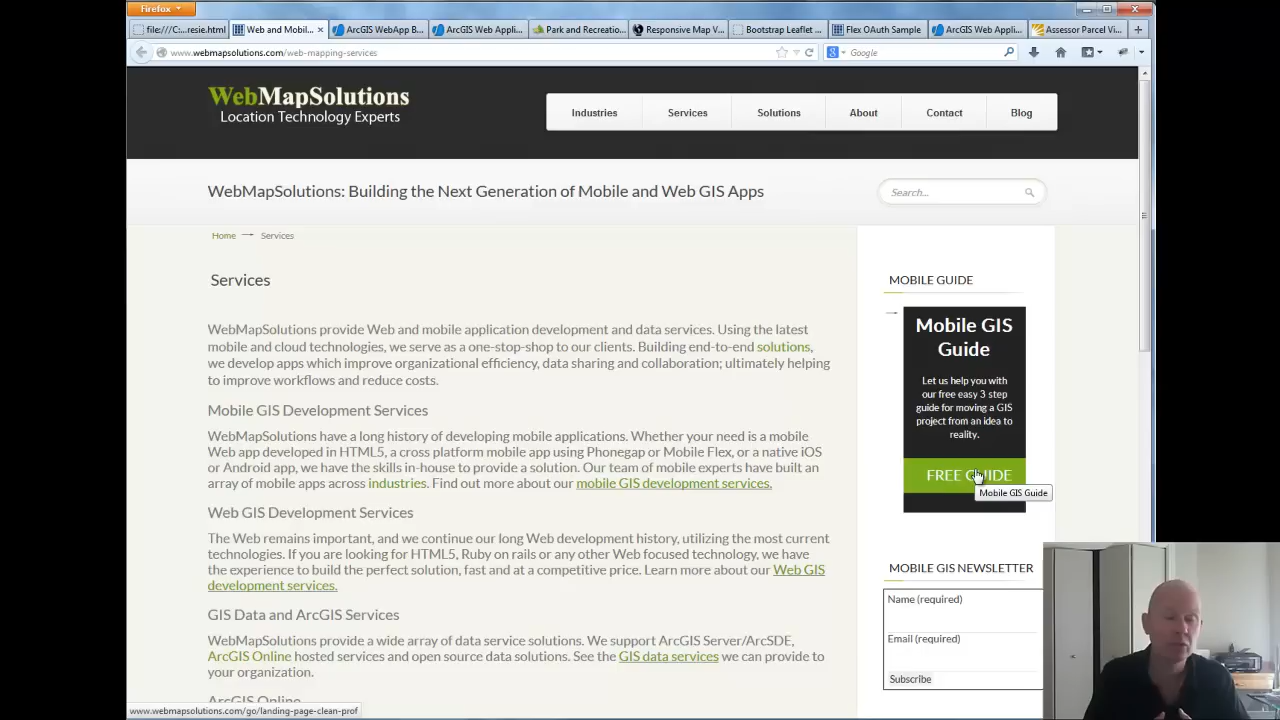 Firefox
file:///C:...resie.html
Web and Mobil...
ArcGIS WebApp B...
ArcGIS Web Appli...
Park and Recreatio...
Responsive Map V...
Bootstrap Leaflet ...
Flex OAuth Sample
ArcGIS Web Appli...
Assessor Parcel Vi...
www.webmapsolutions.com/web-mapping-services
Google
WebMapSolutions
Location Technology Experts
Industries
Services
Solutions
About
Contact
Blog
WebMapSolutions: Building the Next Generation of Mobile and Web GIS Apps
Search...
Home
Services
Services
WebMapSolutions provide Web and mobile application development and data services. Using the latest
mobile and cloud technologies, we serve as a one-stop-shop to our clients. Building end-to-end solutions,
we develop apps which improve organizational efficiency, data sharing and collaboration; ultimately helping
to improve workflows and reduce costs.
Mobile GIS Development Services
WebMapSolutions have a long history of developing mobile applications. Whether your need is a mobile
Web app developed in HTML5, a cross platform mobile app using Phonegap or Mobile Flex, or a native iOS
or Android app, we have the skills in-house to provide a solution. Our team of mobile experts have built an
array of mobile apps across industries. Find out more about our mobile GIS development services.
Web GIS Development Services
The Web remains important, and we continue our long Web development history, utilizing the most current
technologies. If you are looking for HTML5, Ruby on rails or any other Web focused technology, we have
the experience to build the perfect solution, fast and at a competitive price. Learn more about our Web GIS
development services.
GIS Data and ArcGIS Services
WebMapSolutions provide a wide array of data service solutions. We support ArcGIS Server/ArcSDE,
ArcGIS Online hosted services and open source data solutions. See the GIS data services we can provide to
your organization.
ArcGIS Online
MOBILE GUIDE
Mobile GIS
Guide
Let us help you with
our free easy 3 step
guide for moving a GIS
project from an idea to
reality.
FREE GUIDE
Mobile GIS Guide
MOBILE GIS NEWSLETTER
Name (required)
Email (required)
Subscribe
www.webmapsolutions.com/go/landing-page-clean-prof